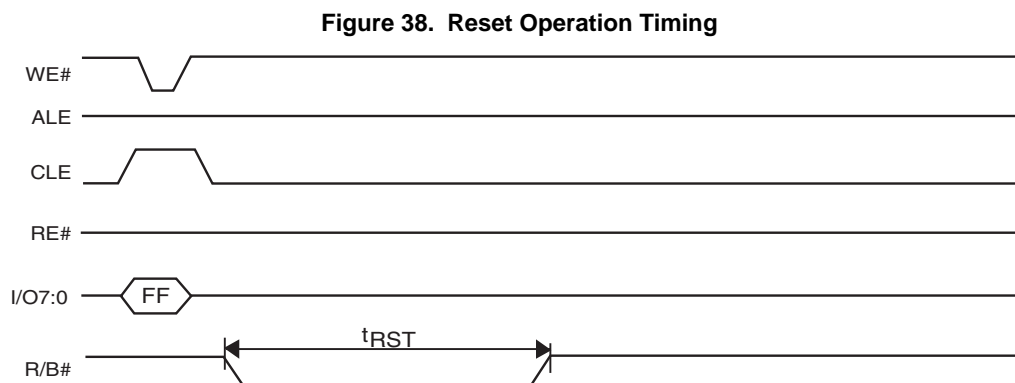 Figure 38. Reset Operation Timing
WE#
ALE
CLE
RE#
I/O7:0
FF
tRST
R/B#